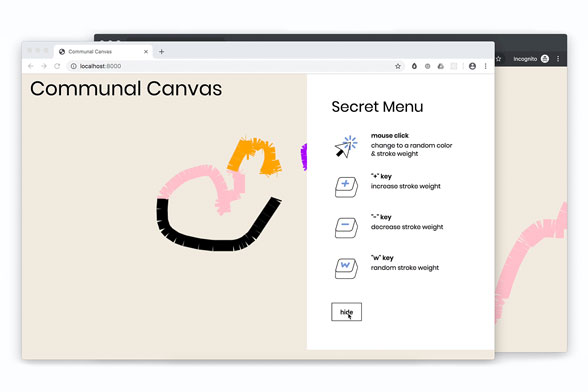 Communal Canvas
localhost:8000
Incognito
Communal Canvas
Secret Menu
mouse click
change to a random color
& stroke weight
"+" key
increase stroke weight
"-" key
decrease stroke weight
w
"w" key
random stroke weight
hide